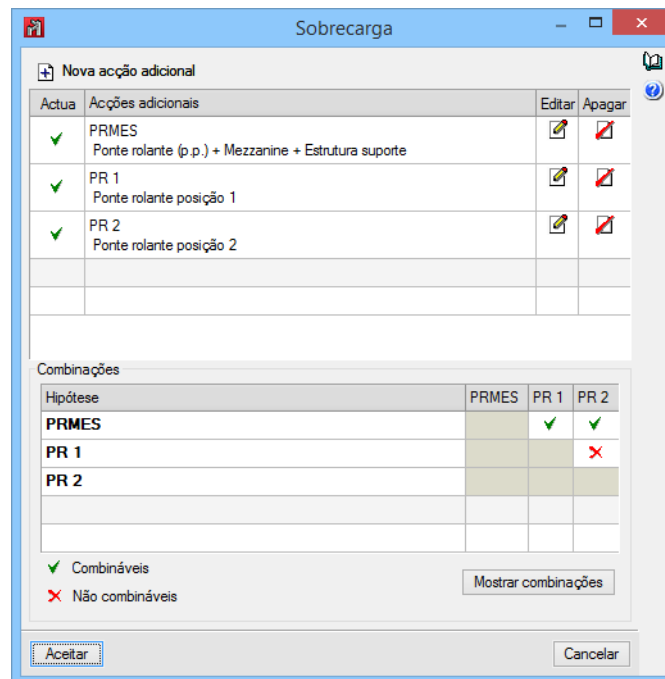 Sobrecarga
Nova acção adicional
Actua Acções adicionais Editar Apagar
PRMES
Ponte rolante (p.p.) + Mezzanine + Estrutura suporte
PR 1
Ponte rolante posição 1
PR 2
Ponte rolante posição 2
Combinações
Hipótese PRMES PR 1 PR 2
PRMES
PR 1
PR 2
Combináveis
Não combináveis
Mostrar combinações
Aceitar Cancelar